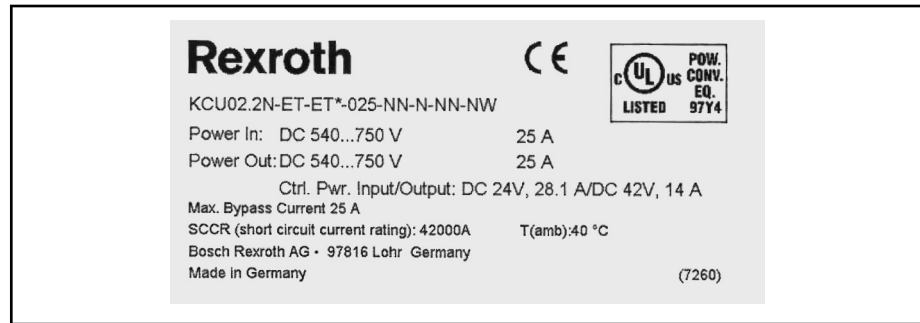 Rexroth CE
C UL US LISTED
POW.
CONV.
EQ.
97Y4
KCU02.2N-ET-ET*-025-NN-N-NN-NW
Power In: DC 540...750 V 25 A
Power Out: DC 540...750 V 25 A
Ctrl. Pwr. Input/Output: DC 24V, 28.1 A/DC 42V, 14 A
Max. Bypass Current 25 A
SCCR (short circuit current rating): 42000A T(amb):40 °C
Bosch Rexroth AG • 97816 Lohr Germany
Made in Germany (7260)